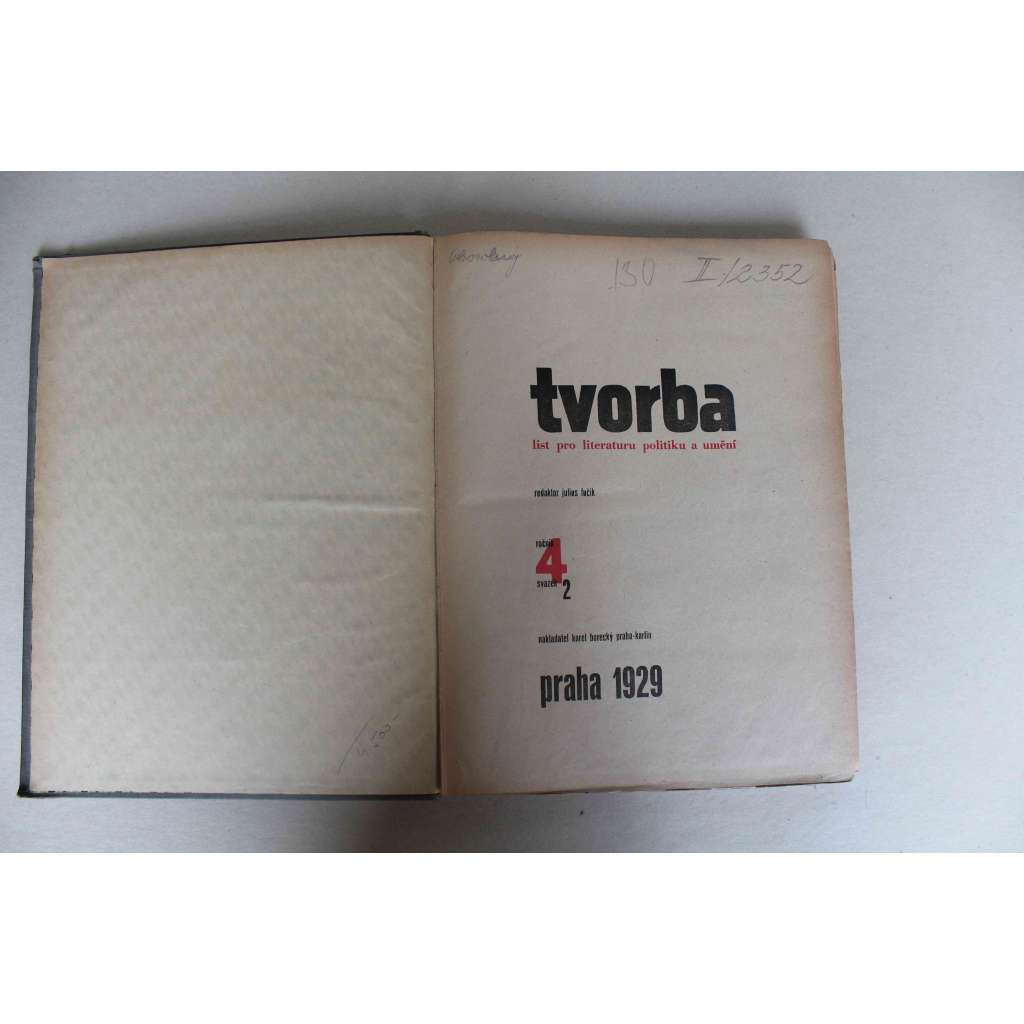 130 II/2352
tvorba
list pro literaturu politiku a umění
redaktor julius fučík
ročník
4
svazek 2
nakladatel karel borecký praha-karlín
praha 1929